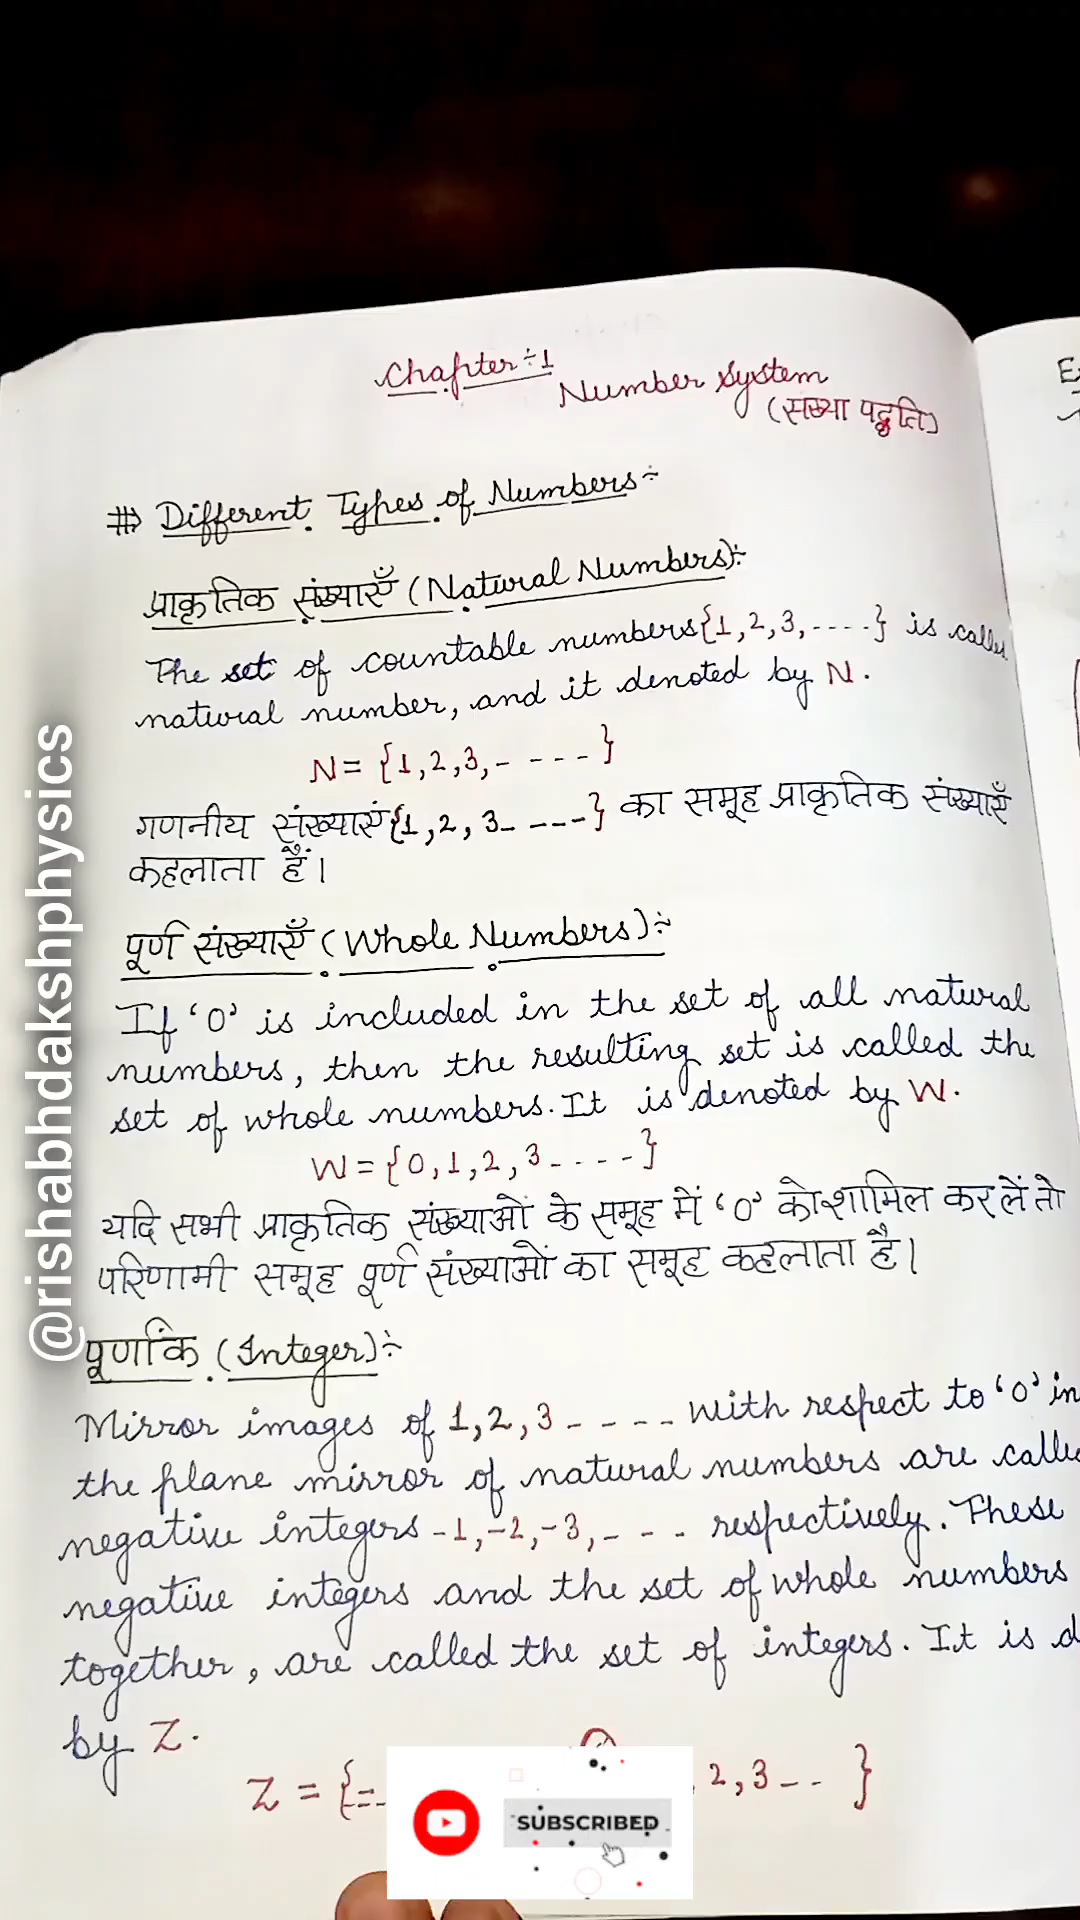 Chapter ÷ 1
Number System
(संख्या पद्धति)
#⇒ Different Types of Numbers ÷
प्राकृतिक संख्याएँ (Natural Numbers) ÷
The set of countable numbers {1, 2, 3, - - - -} is called
natural number, and it denoted by N.
N = {1, 2, 3, - - - - -}
गणनीय संख्याएं {1, 2, 3 - - - -} का समूह प्राकृतिक संख्याएँ
कहलाता हैं।
पूर्ण संख्याएँ (Whole Numbers) ÷
If '0' is included in the set of all natural
numbers, then the resulting set is called the
set of whole numbers. It is denoted by W.
W = {0, 1, 2, 3 - - - -}
यदि सभी प्राकृतिक संख्याओं के समूह में '0' को शामिल कर लें तो
परिणामी समूह पूर्ण संख्याओं का समूह कहलाता है।
पूर्णांक (Integer) ÷
Mirror images of 1, 2, 3 - - - - with respect to '0' in
the plane mirror of natural numbers are calle
negative integers -1, -2, -3, - - - respectively. These
negative integers and the set of whole numbers
together, are called the set of integers. It is d
by Z.
Z = {-- 2, 3 - - }
@rishabhdakshphysics
SUBSCRIBED